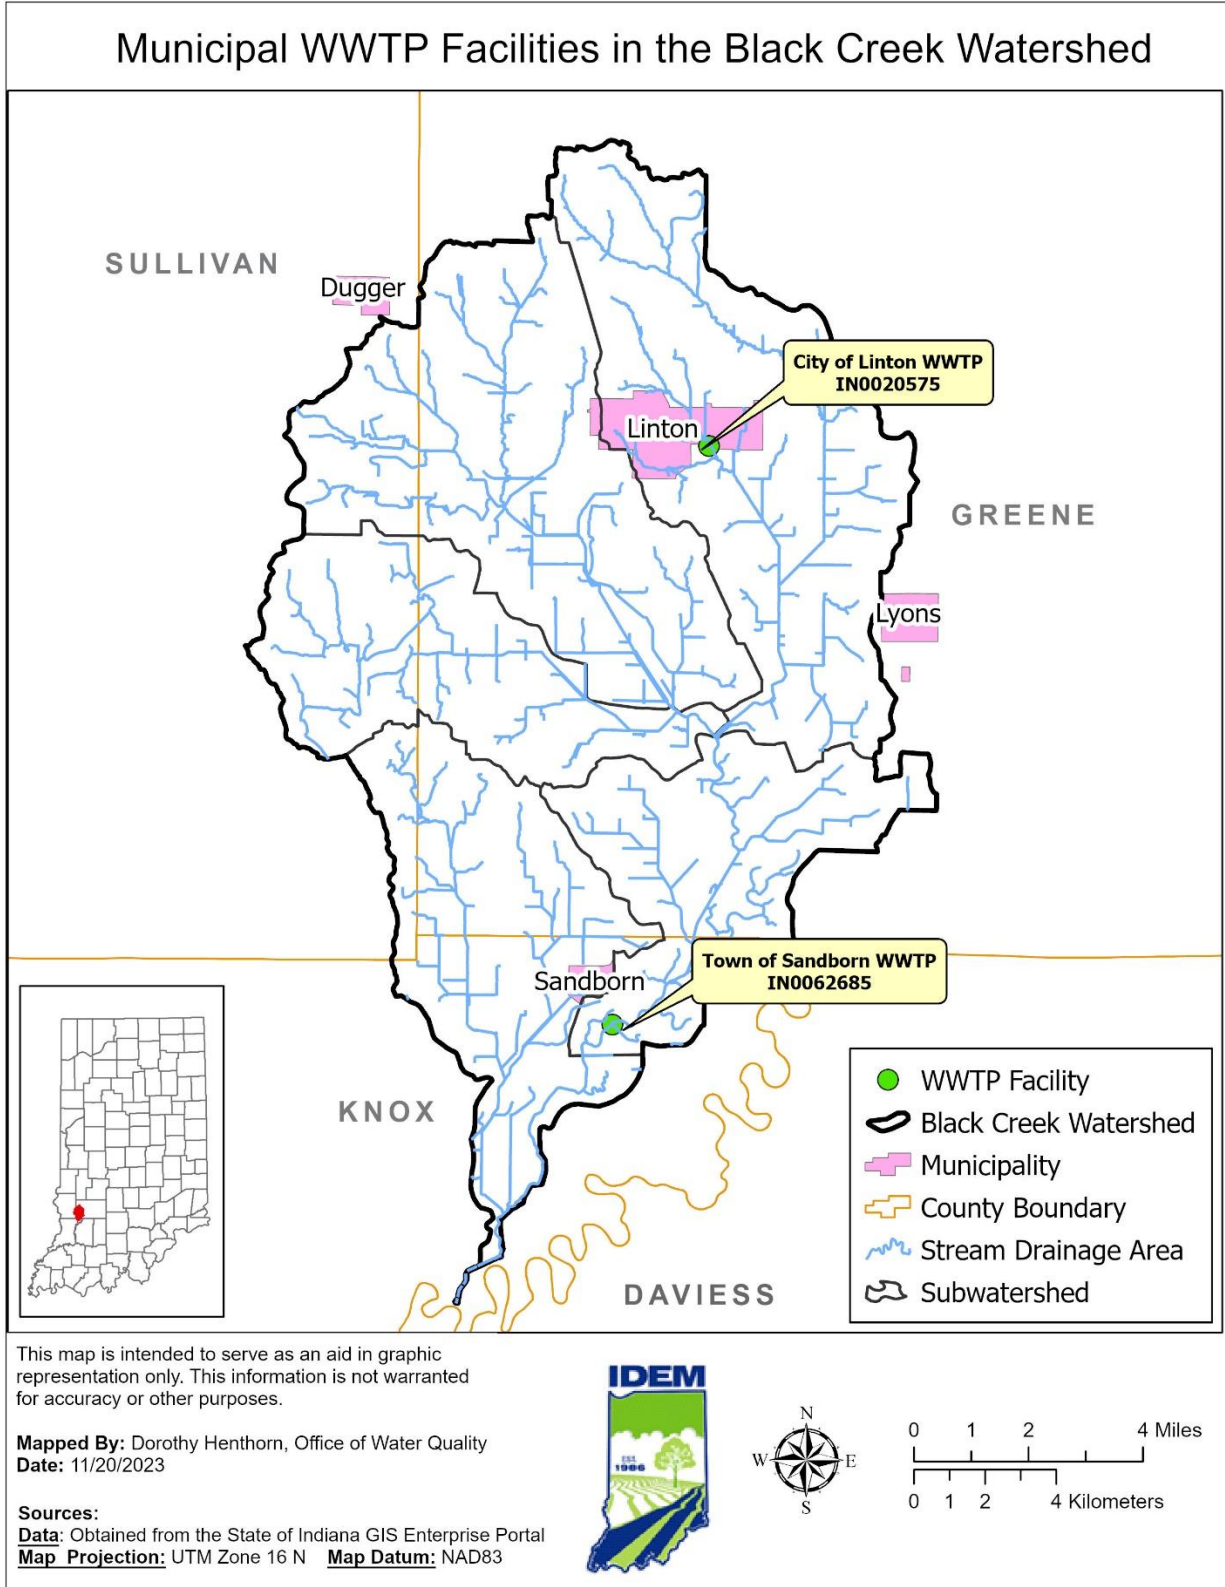 Municipal WWTP Facilities in the Black Creek Watershed
SULLIVAN
Dugger
City of Linton WWTP
IN0020575
Linton
GREENE
Lyons
Town of Sandborn WWTP
IN0062685
Sandborn
KNOX
DAVIESS
WWTP Facility
Black Creek Watershed
Municipality
County Boundary
Stream Drainage Area
Subwatershed
This map is intended to serve as an aid in graphic
representation only. This information is not warranted
for accuracy or other purposes.
Mapped By: Dorothy Henthorn, Office of Water Quality
Date: 11/20/2023
Sources:
Data: Obtained from the State of Indiana GIS Enterprise Portal
Map Projection: UTM Zone 16 N Map Datum: NAD83
IDEM
EST.
1986
N
W E
S
0 1 2 4 Miles
0 1 2 4 Kilometers